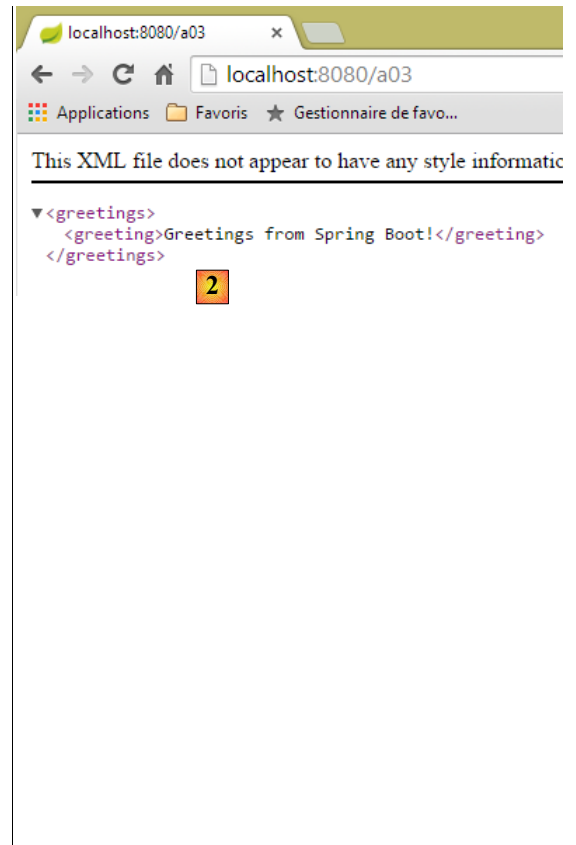 localhost:8080/a03
localhost:8080/a03
Applications Favoris Gestionnaire de favo...
This XML file does not appear to have any style informatio
▼<greetings>
<greeting>Greetings from Spring Boot!</greeting>
</greetings>
2